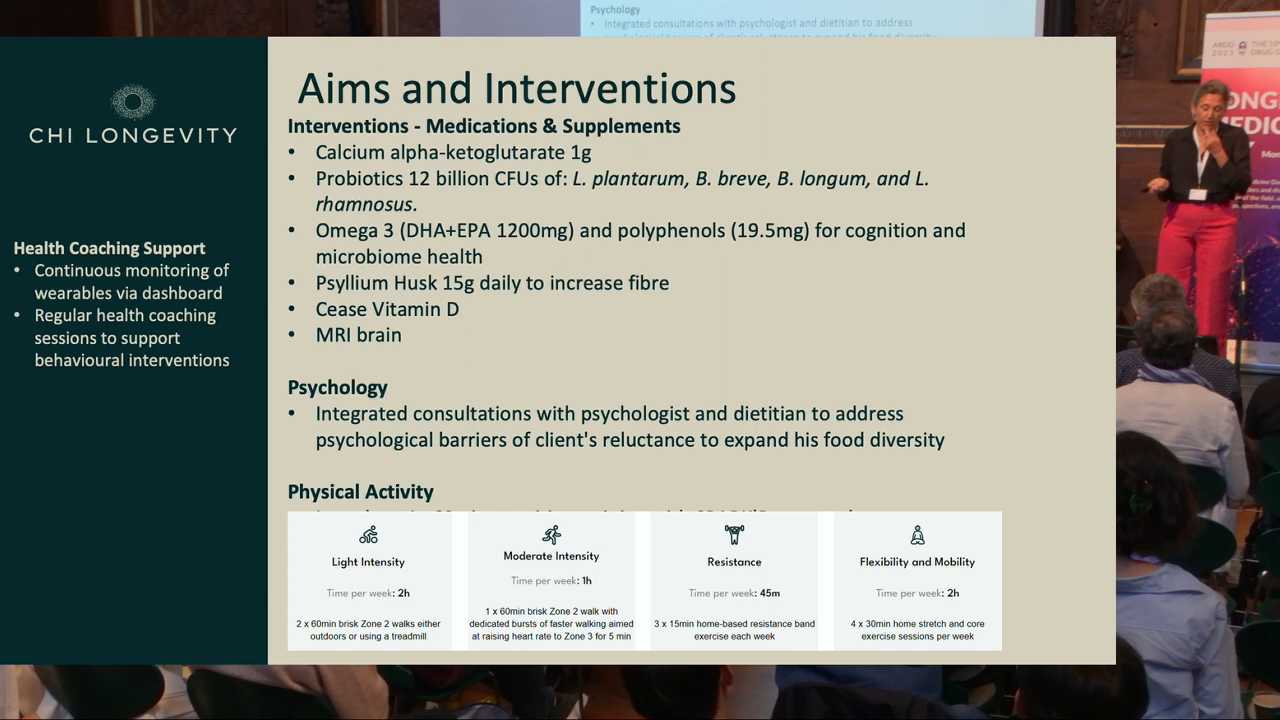 Psychology
• Integrated consultations with psychologist and dietitian to address
CHI LONGEVITY
Health Coaching Support
• Continuous monitoring of
wearables via dashboard
• Regular health coaching
sessions to support
behavioural interventions
Aims and Interventions
Interventions - Medications & Supplements
• Calcium alpha-ketoglutarate 1g
• Probiotics 12 billion CFUs of: L. plantarum, B. breve, B. longum, and L.
rhamnosus.
• Omega 3 (DHA+EPA 1200mg) and polyphenols (19.5mg) for cognition and
microbiome health
• Psyllium Husk 15g daily to increase fibre
• Cease Vitamin D
• MRI brain
Psychology
• Integrated consultations with psychologist and dietitian to address
psychological barriers of client's reluctance to expand his food diversity
Physical Activity
Light Intensity
Time per week: 2h
2 x 60min brisk Zone 2 walks either
outdoors or using a treadmill
Moderate Intensity
Time per week: 1h
1 x 60min brisk Zone 2 walk with
dedicated bursts of faster walking aimed
at raising heart rate to Zone 3 for 5 min
Resistance
Time per week: 45m
3 x 15min home-based resistance band
exercise each week
Flexibility and Mobility
Time per week: 2h
4 x 30min home stretch and core
exercise sessions per week
ARDD
2023